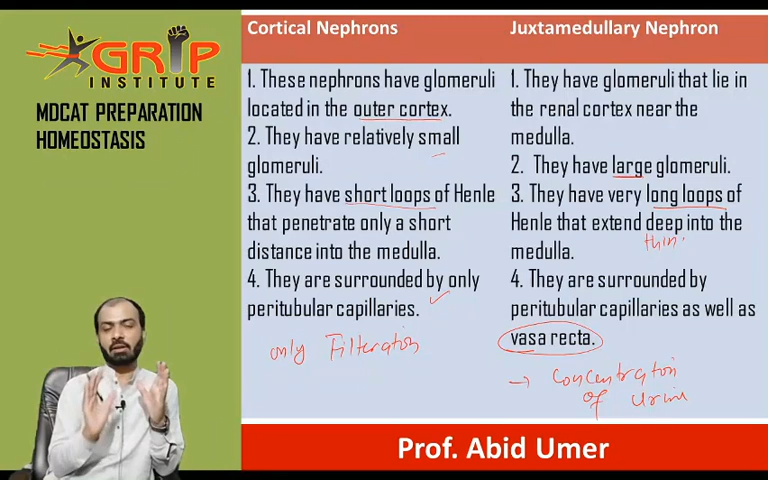 GRIP
INSTITUTE
MDCAT PREPARATION
HOMEOSTASIS
Cortical Nephrons
1. These nephrons have glomeruli
located in the outer cortex.
2. They have relatively small
glomeruli.
3. They have short loops of Henle
that penetrate only a short
distance into the medulla.
4. They are surrounded by only
peritubular capillaries.
only Filteration
Juxtamedullary Nephron
1. They have glomeruli that lie in
the renal cortex near the
medulla.
2. They have large glomeruli.
3. They have very long loops of
Henle that extend deep into the
thin
medulla.
4. They are surrounded by
peritubular capillaries as well as
vasa recta.
→ Concentration
of Urine
Prof. Abid Umer